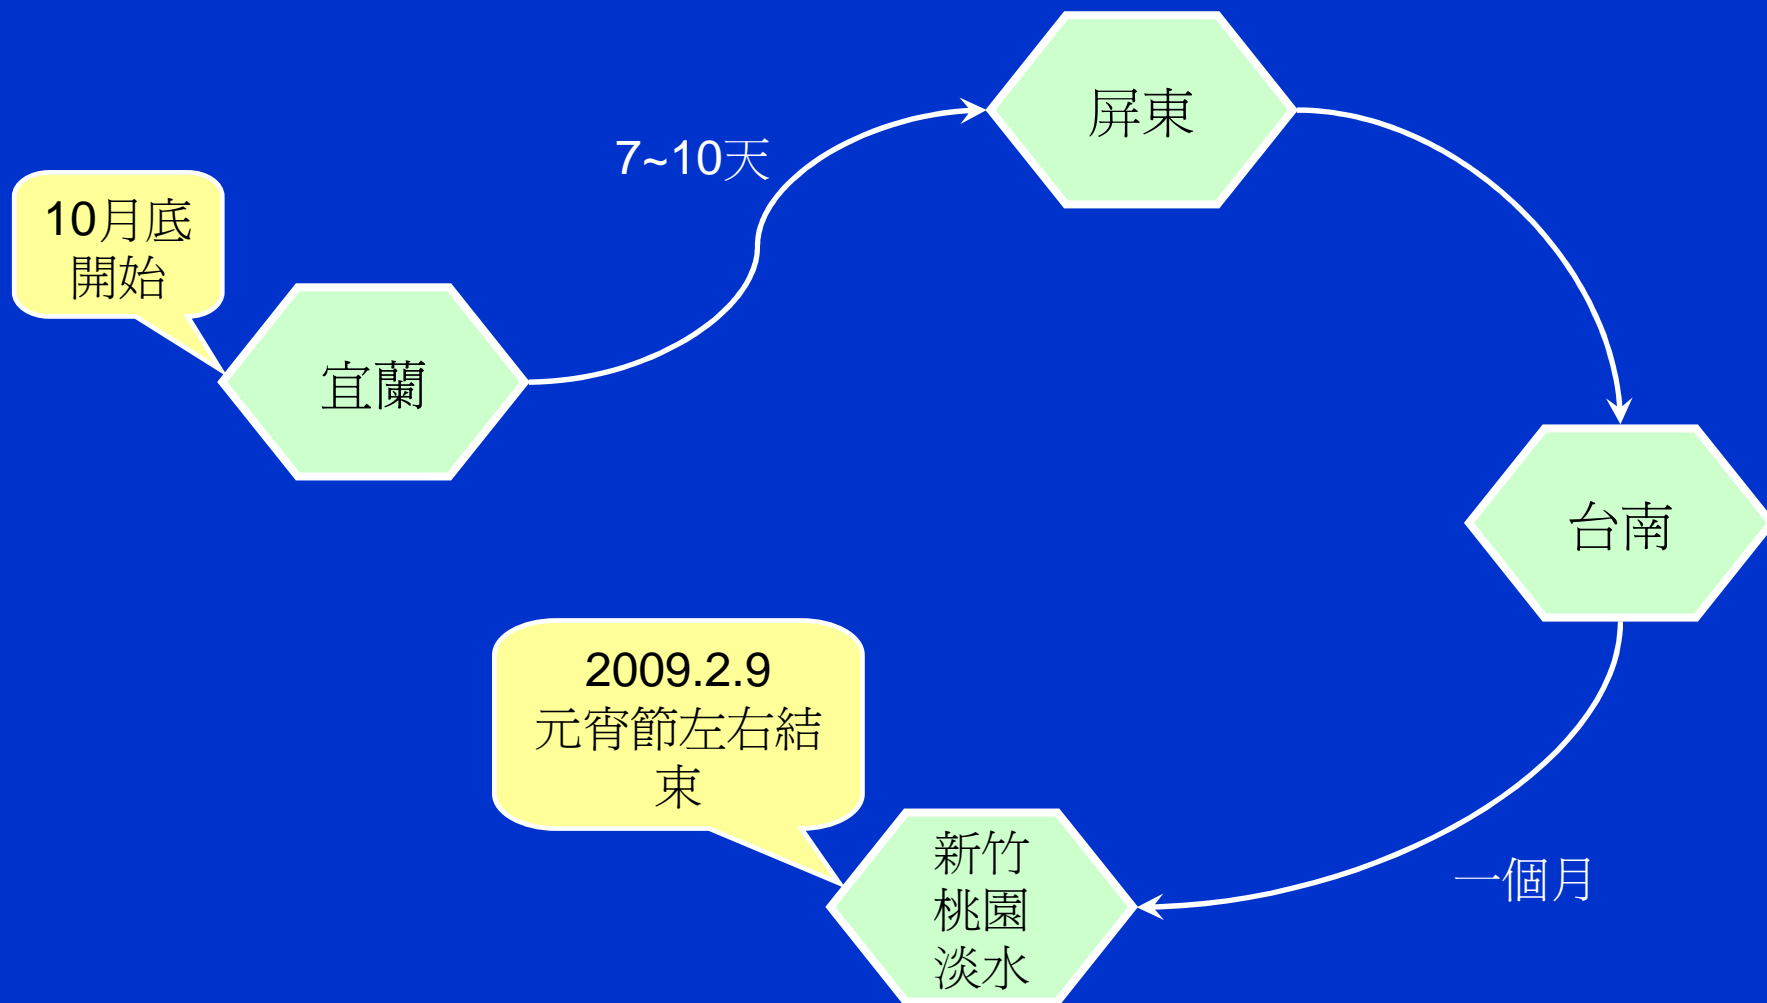 10月底
開始
宜蘭
7~10天
屏東
台南
一個月
2009.2.9
元宵節左右結
束
新竹
桃園
淡水